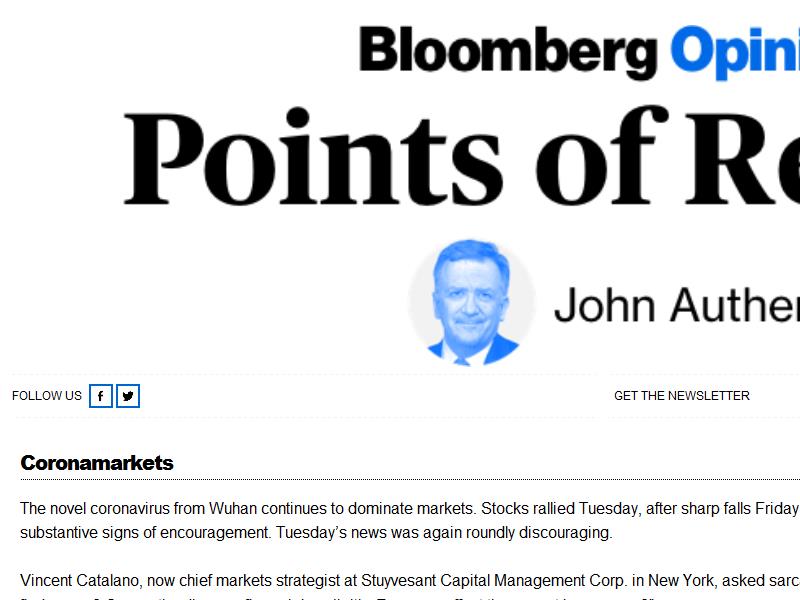 Bloomberg Opini
Points of Re
John Auther
FOLLOW US
GET THE NEWSLETTER
Coronamarkets
The novel coronavirus from Wuhan continues to dominate markets. Stocks rallied Tuesday, after sharp falls Friday
substantive signs of encouragement. Tuesday’s news was again roundly discouraging.
Vincent Catalano, now chief markets strategist at Stuyvesant Capital Management Corp. in New York, asked sarc